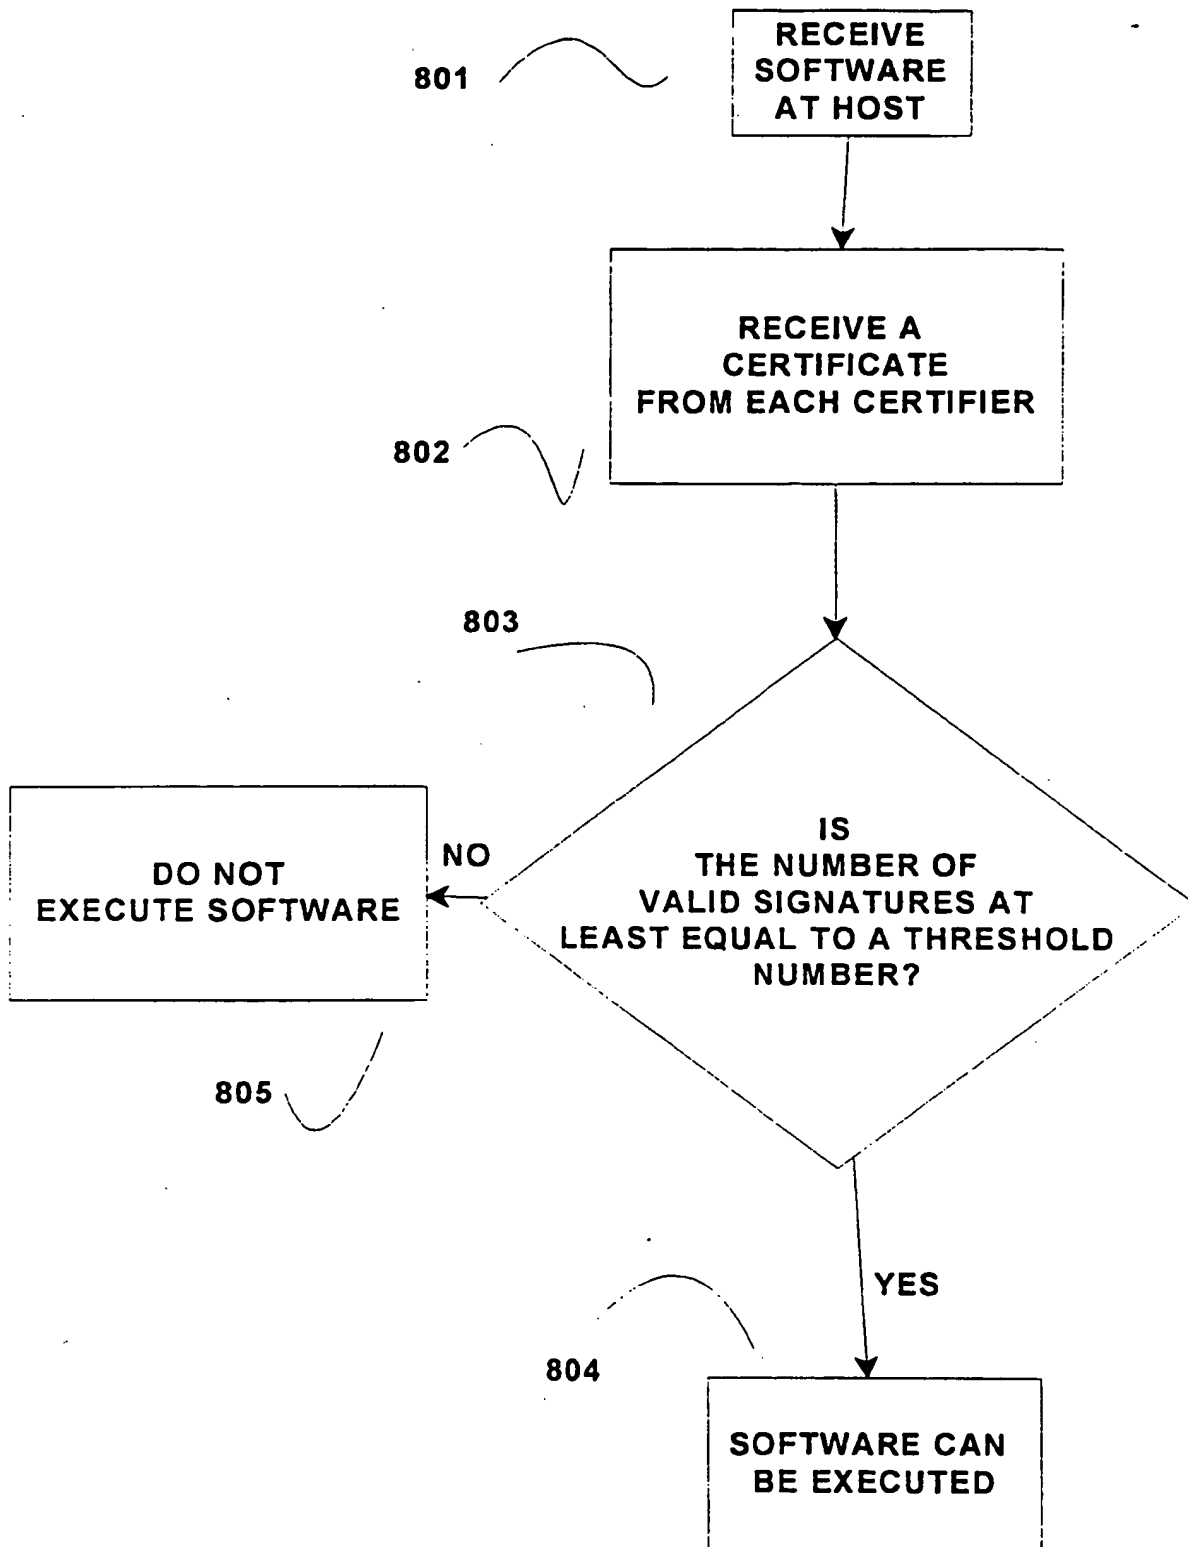 801
RECEIVE
SOFTWARE
AT HOST
RECEIVE A
CERTIFICATE
FROM EACH CERTIFIER
802
803
IS
THE NUMBER OF
VALID SIGNATURES AT
LEAST EQUAL TO A THRESHOLD
NUMBER?
NO
DO NOT
EXECUTE SOFTWARE
805
YES
804
SOFTWARE CAN
BE EXECUTED